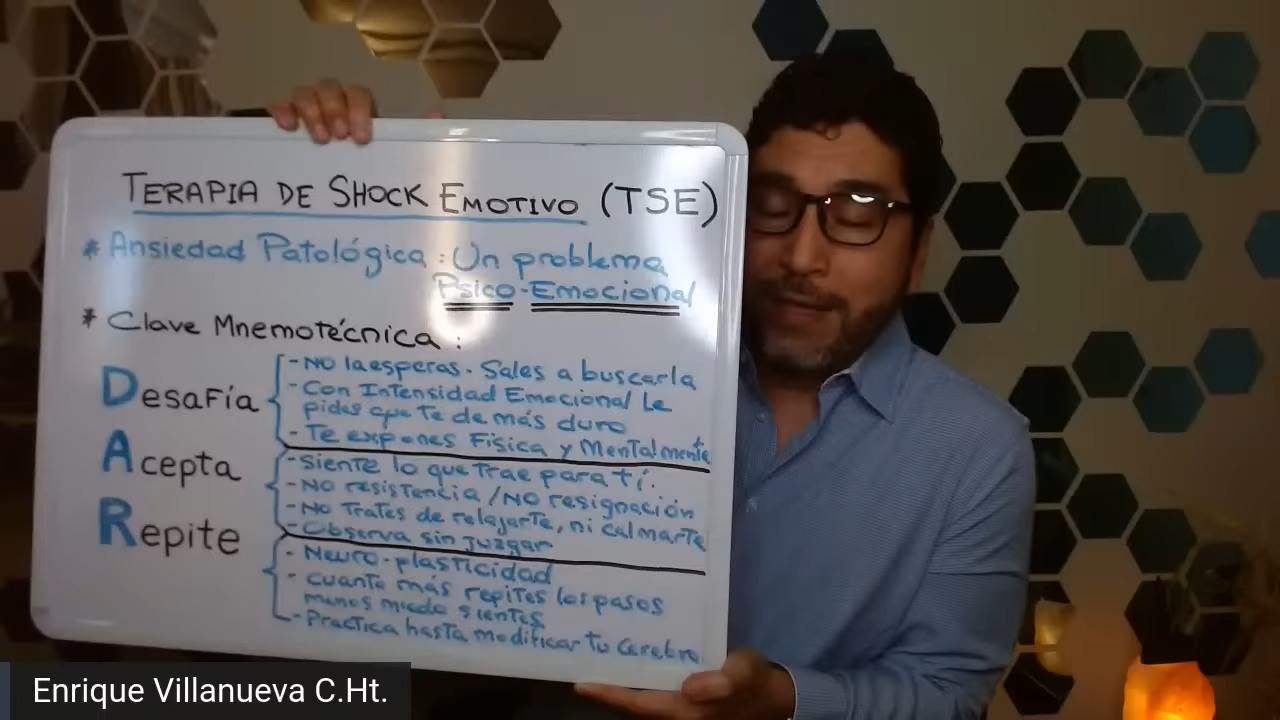 TERAPIA DE SHOCK EMOTIVO (TSE)
* Ansiedad Patológica: Un problema
Psico-Emocional
* Clave Mnemotécnica:
Desafía
- NO la esperas. Sales a buscarla
- Con Intensidad Emocional Le
pides que te de más duro
- Te expones Física y Mentalmente
Acepta
- Siente lo que trae para tí.
- NO resistencia / NO resignación
- No Trates de relajarte, ni calmarte
- Observa sin juzgar
Repite
- Neuro-plasticidad
- cuanto más repites los pasos
menos miedo sientes
- Practica hasta modificar tu cerebro
Enrique Villanueva C.Ht.